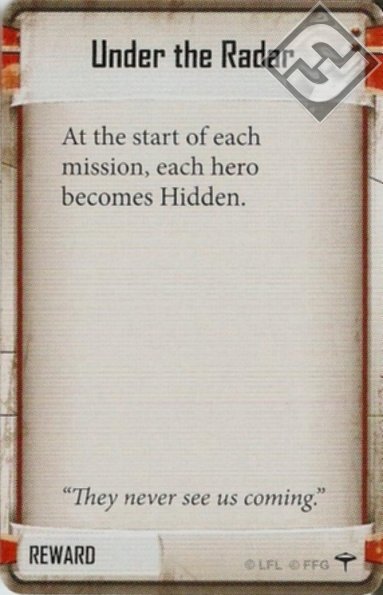 Under the Radar
At the start of each
mission, each hero
becomes Hidden.
“They never see us coming.”
REWARD
© LFL © FFG